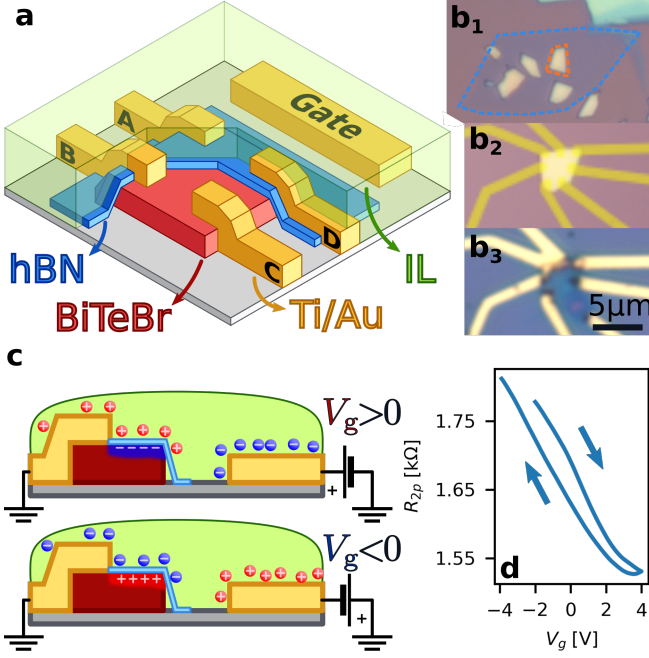 a
A
B
Gate
D
C
hBN
BiTeBr
Ti/Au
IL
b1
b2
b3
5μm
c
Vg>0
+
Vg<0
+
d
R2p [kΩ]
1.75
1.65
1.55
−4 −2 0 2 4
Vg [V]